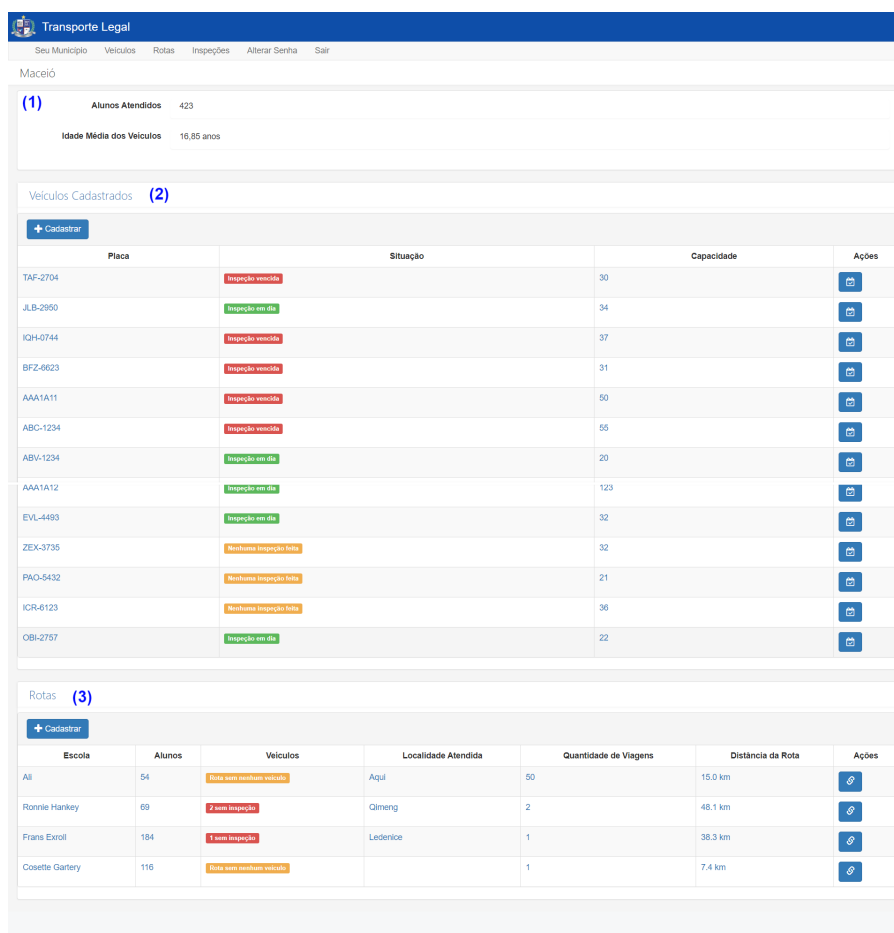 Transporte Legal
Seu Município Veículos Rotas Inspeções Alterar Senha Sair
Maceió
(1) Alunos Atendidos 423
Idade Média dos Veículos 16,85 anos
Veículos Cadastrados (2)
+ Cadastrar
Placa Situação Capacidade Ações
TAF-2704 Inspeção vencida 30
JLB-2950 Inspeção em dia 34
IQH-0744 Inspeção vencida 37
BFZ-6623 Inspeção vencida 31
AAA1A11 Inspeção vencida 50
ABC-1234 Inspeção vencida 55
ABV-1234 Inspeção em dia 20
AAA1A12 Inspeção em dia 123
EVL-4493 Inspeção em dia 32
ZEX-3735 Nenhuma inspeção feita 32
PAO-5432 Nenhuma inspeção feita 21
ICR-6123 Nenhuma inspeção feita 36
OBI-2757 Inspeção em dia 22
Rotas (3)
+ Cadastrar
Escola Alunos Veículos Localidade Atendida Quantidade de Viagens Distância da Rota Ações
Ali 54 Rota sem nenhum veículo Aqui 50 15.0 km
Ronnie Hankey 69 2 sem inspeção Qimeng 2 48.1 km
Frans Exroll 184 1 sem inspeção Ledenice 1 38.3 km
Cosette Gartery 116 Rota sem nenhum veículo 1 7.4 km